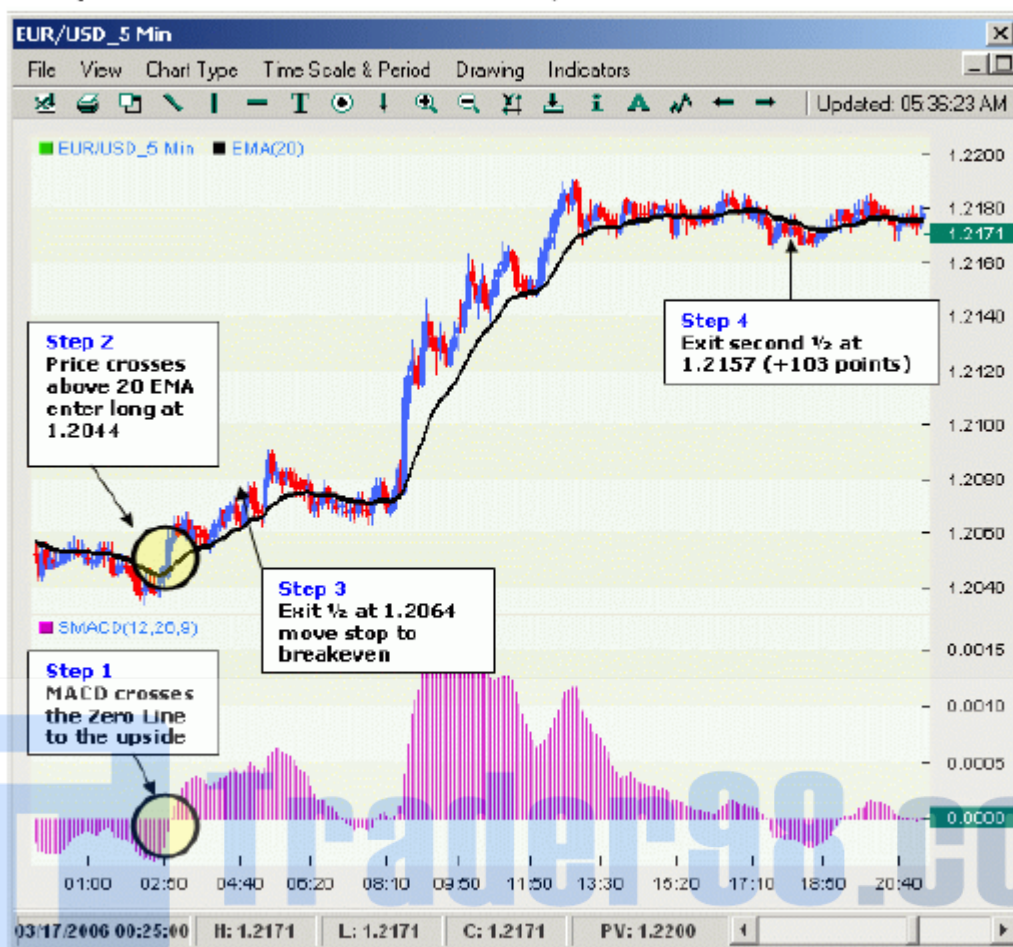 EUR/USD_5 Min
File View Chart Type Time Scale & Period Drawing Indicators
Updated: 05:36:23 AM
EUR/USD_5 Min EMA(20)
1.2200
1.2180
1.2171
1.2160
1.2140
1.2120
1.2100
1.2080
1.2060
1.2040
Step 2
Price crosses
above 20 EMA
enter long at
1.2044
Step 4
Exit second ½ at
1.2157 (+103 points)
Step 3
Exit ½ at 1.2064
move stop to
breakeven
SMACD(12,26,9)
Step 1
MACD crosses
the Zero Line
to the upside
0.0015
0.0010
0.0005
0.0000
Trader98.co
01:00 02:50 04:40 06:20 08:10 09:50 11:50 13:30 15:20 17:10 18:50 20:40
03/17/2006 00:25:00 H: 1.2171 L: 1.2171 C: 1.2171 PV: 1.2200